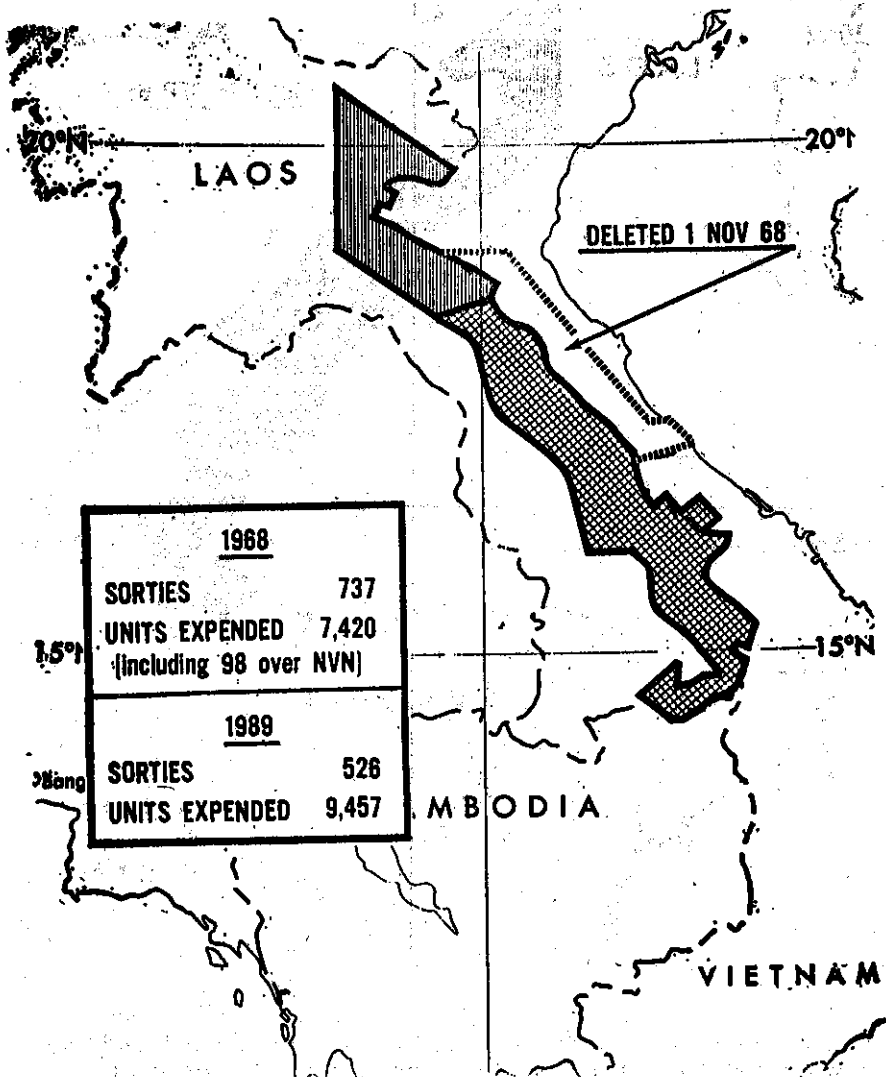 20°N
20°
LAOS
DELETED 1 NOV 68
1968
SORTIES 737
UNITS EXPENDED 7,420
(including 98 over NVN)
15°
15°N
1989
SORTIES 526
UNITS EXPENDED 9,457
MBODIA
VIETNAM